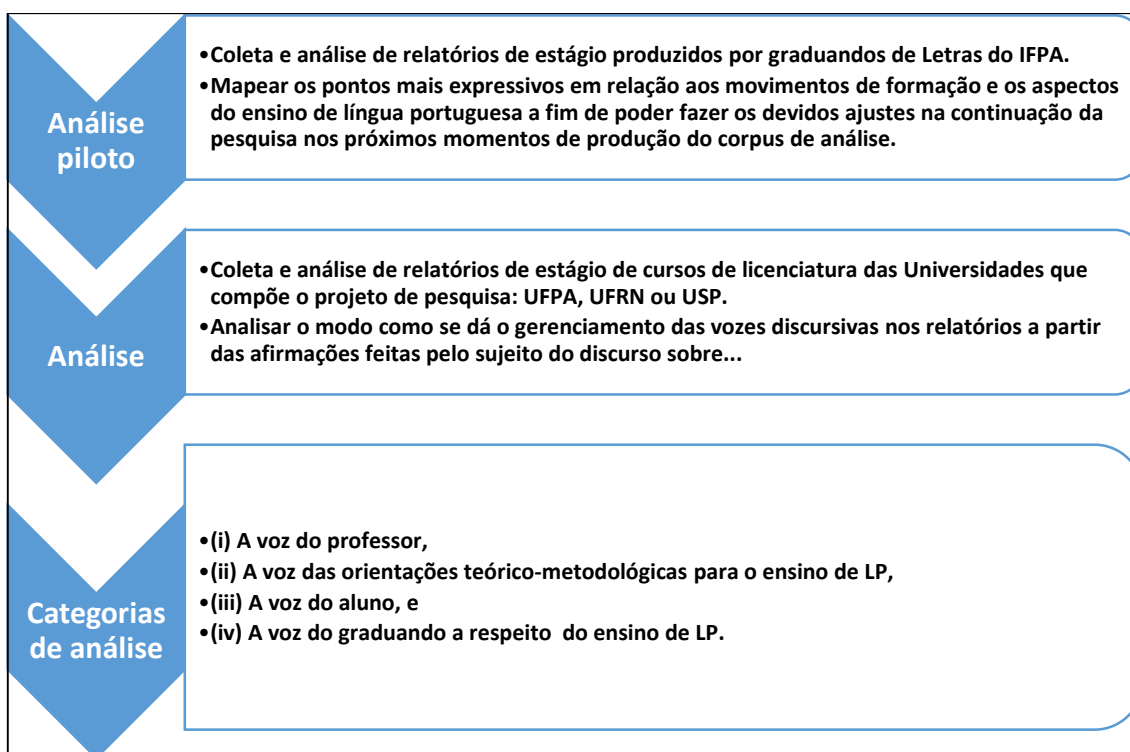 Análise
piloto
•Coleta e análise de relatórios de estágio produzidos por graduandos de Letras do IFPA.
•Mapear os pontos mais expressivos em relação aos movimentos de formação e os aspectos
do ensino de língua portuguesa a fim de poder fazer os devidos ajustes na continuação da
pesquisa nos próximos momentos de produção do corpus de análise.
Análise
•Coleta e análise de relatórios de estágio de cursos de licenciatura das Universidades que
compõe o projeto de pesquisa: UFPA, UFRN ou USP.
•Analisar o modo como se dá o gerenciamento das vozes discursivas nos relatórios a partir
das afirmações feitas pelo sujeito do discurso sobre...
Categorias
de análise
•(i) A voz do professor,
•(ii) A voz das orientações teórico-metodológicas para o ensino de LP,
•(iii) A voz do aluno, e
•(iv) A voz do graduando a respeito do ensino de LP.